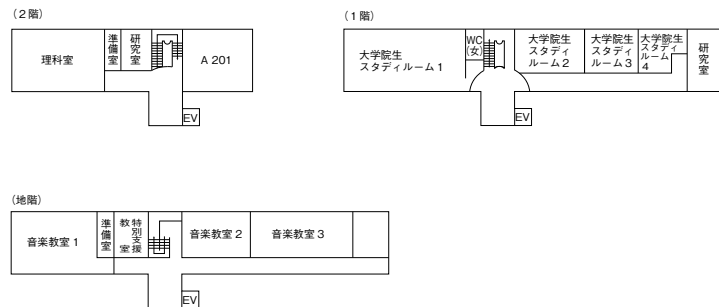 （２階）
理科室
準備室
研究室
A 201
EV
（１階）
大学院生
スタディルーム１
WC
(女)
大学院生
スタディ
ルーム２
大学院生
スタディ
ルーム３
大学院生
スタディ
ルーム
４
研究室
EV
（地階）
音楽教室１
準備室
特別支援
教室
音楽教室２
音楽教室３
EV